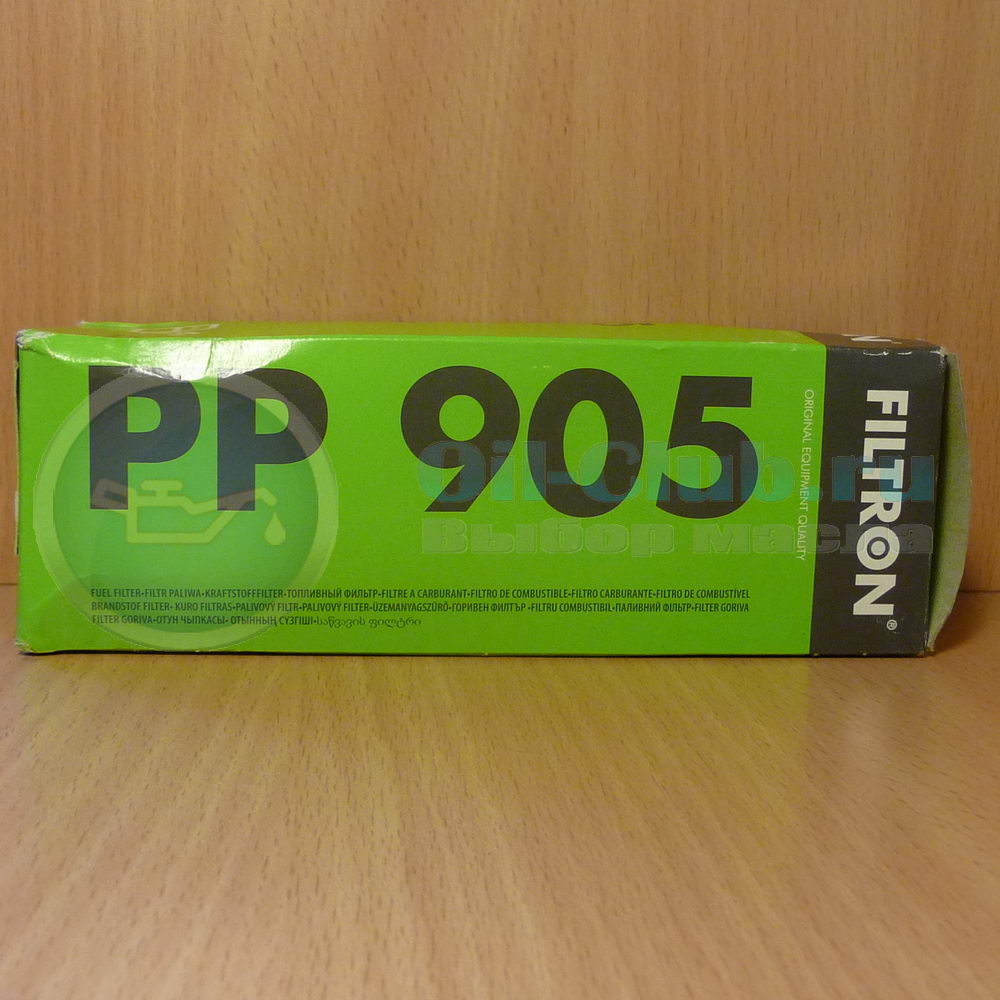 PP 905
FILTRON®
ORIGINAL EQUIPMENT QUALITY
Oil-Club.ru
Выбор масла
FUEL FILTER•FILTR PALIWA•KRAFTSTOFFFILTER•ТОПЛИВНЫЙ ФИЛЬТР•FILTRE A CARBURANT•FILTRO DE COMBUSTIBLE•FILTRO CARBURANTE•FILTRO DE COMBUSTÍVEL
BRANDSTOF FILTER• KURO FILTRAS•PALIVOVÝ FILTR•PALIVOVY FILTER•ÜZEMANYAGSZŰRŐ•ГОРИВЕН ФИЛТЪР •FILTRU COMBUSTIBIL•ПАЛИВНИЙ ФІЛЬТР•FILTER GORIVA
FILTER GORIVA•ОТУН ЧЫПКАСЫ• ОТЫННЫҢ СҮЗГІШІ•საწვავის ფილტრი